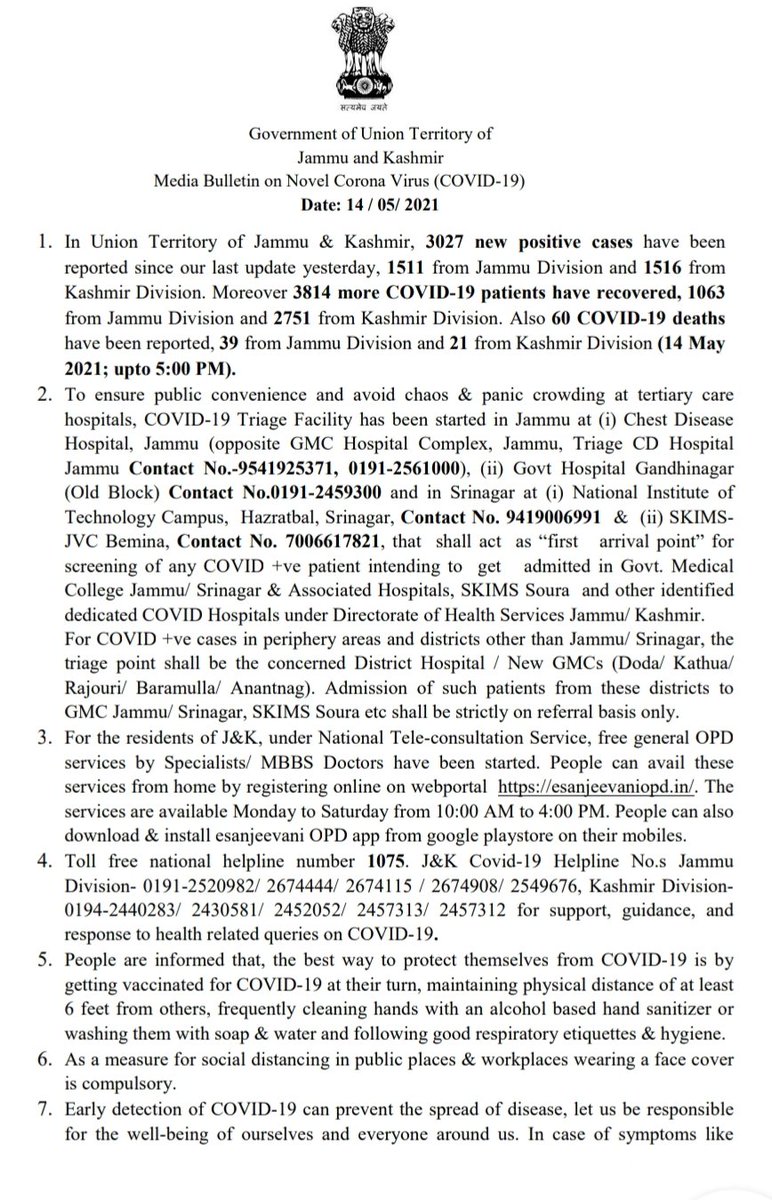 सत्यमेव जयते
Government of Union Territory of
Jammu and Kashmir
Media Bulletin on Novel Corona Virus (COVID-19)
Date: 14 / 05/ 2021
1. In Union Territory of Jammu & Kashmir, 3027 new positive cases have been
reported since our last update yesterday, 1511 from Jammu Division and 1516 from
Kashmir Division. Moreover 3814 more COVID-19 patients have recovered, 1063
from Jammu Division and 2751 from Kashmir Division. Also 60 COVID-19 deaths
have been reported, 39 from Jammu Division and 21 from Kashmir Division (14 May
2021; upto 5:00 PM).
2. To ensure public convenience and avoid chaos & panic crowding at tertiary care
hospitals, COVID-19 Triage Facility has been started in Jammu at (i) Chest Disease
Hospital, Jammu (opposite GMC Hospital Complex, Jammu, Triage CD Hospital
Jammu Contact No.-9541925371, 0191-2561000), (ii) Govt Hospital Gandhinagar
(Old Block) Contact No.0191-2459300 and in Srinagar at (i) National Institute of
Technology Campus, Hazratbal, Srinagar, Contact No. 9419006991 & (ii) SKIMS-
JVC Bemina, Contact No. 7006617821, that shall act as “first arrival point” for
screening of any COVID +ve patient intending to get admitted in Govt. Medical
College Jammu/ Srinagar & Associated Hospitals, SKIMS Soura and other identified
dedicated COVID Hospitals under Directorate of Health Services Jammu/ Kashmir.
For COVID +ve cases in periphery areas and districts other than Jammu/ Srinagar, the
triage point shall be the concerned District Hospital / New GMCs (Doda/ Kathua/
Rajouri/ Baramulla/ Anantnag). Admission of such patients from these districts to
GMC Jammu/ Srinagar, SKIMS Soura etc shall be strictly on referral basis only.
3. For the residents of J&K, under National Tele-consultation Service, free general OPD
services by Specialists/ MBBS Doctors have been started. People can avail these
services from home by registering online on webportal https://esanjeevaniopd.in/. The
services are available Monday to Saturday from 10:00 AM to 4:00 PM. People can also
download & install esanjeevani OPD app from google playstore on their mobiles.
4. Toll free national helpline number 1075. J&K Covid-19 Helpline No.s Jammu
Division- 0191-2520982/ 2674444/ 2674115 / 2674908/ 2549676, Kashmir Division-
0194-2440283/ 2430581/ 2452052/ 2457313/ 2457312 for support, guidance, and
response to health related queries on COVID-19.
5. People are informed that, the best way to protect themselves from COVID-19 is by
getting vaccinated for COVID-19 at their turn, maintaining physical distance of at least
6 feet from others, frequently cleaning hands with an alcohol based hand sanitizer or
washing them with soap & water and following good respiratory etiquettes & hygiene.
6. As a measure for social distancing in public places & workplaces wearing a face cover
is compulsory.
7. Early detection of COVID-19 can prevent the spread of disease, let us be responsible
for the well-being of ourselves and everyone around us. In case of symptoms like